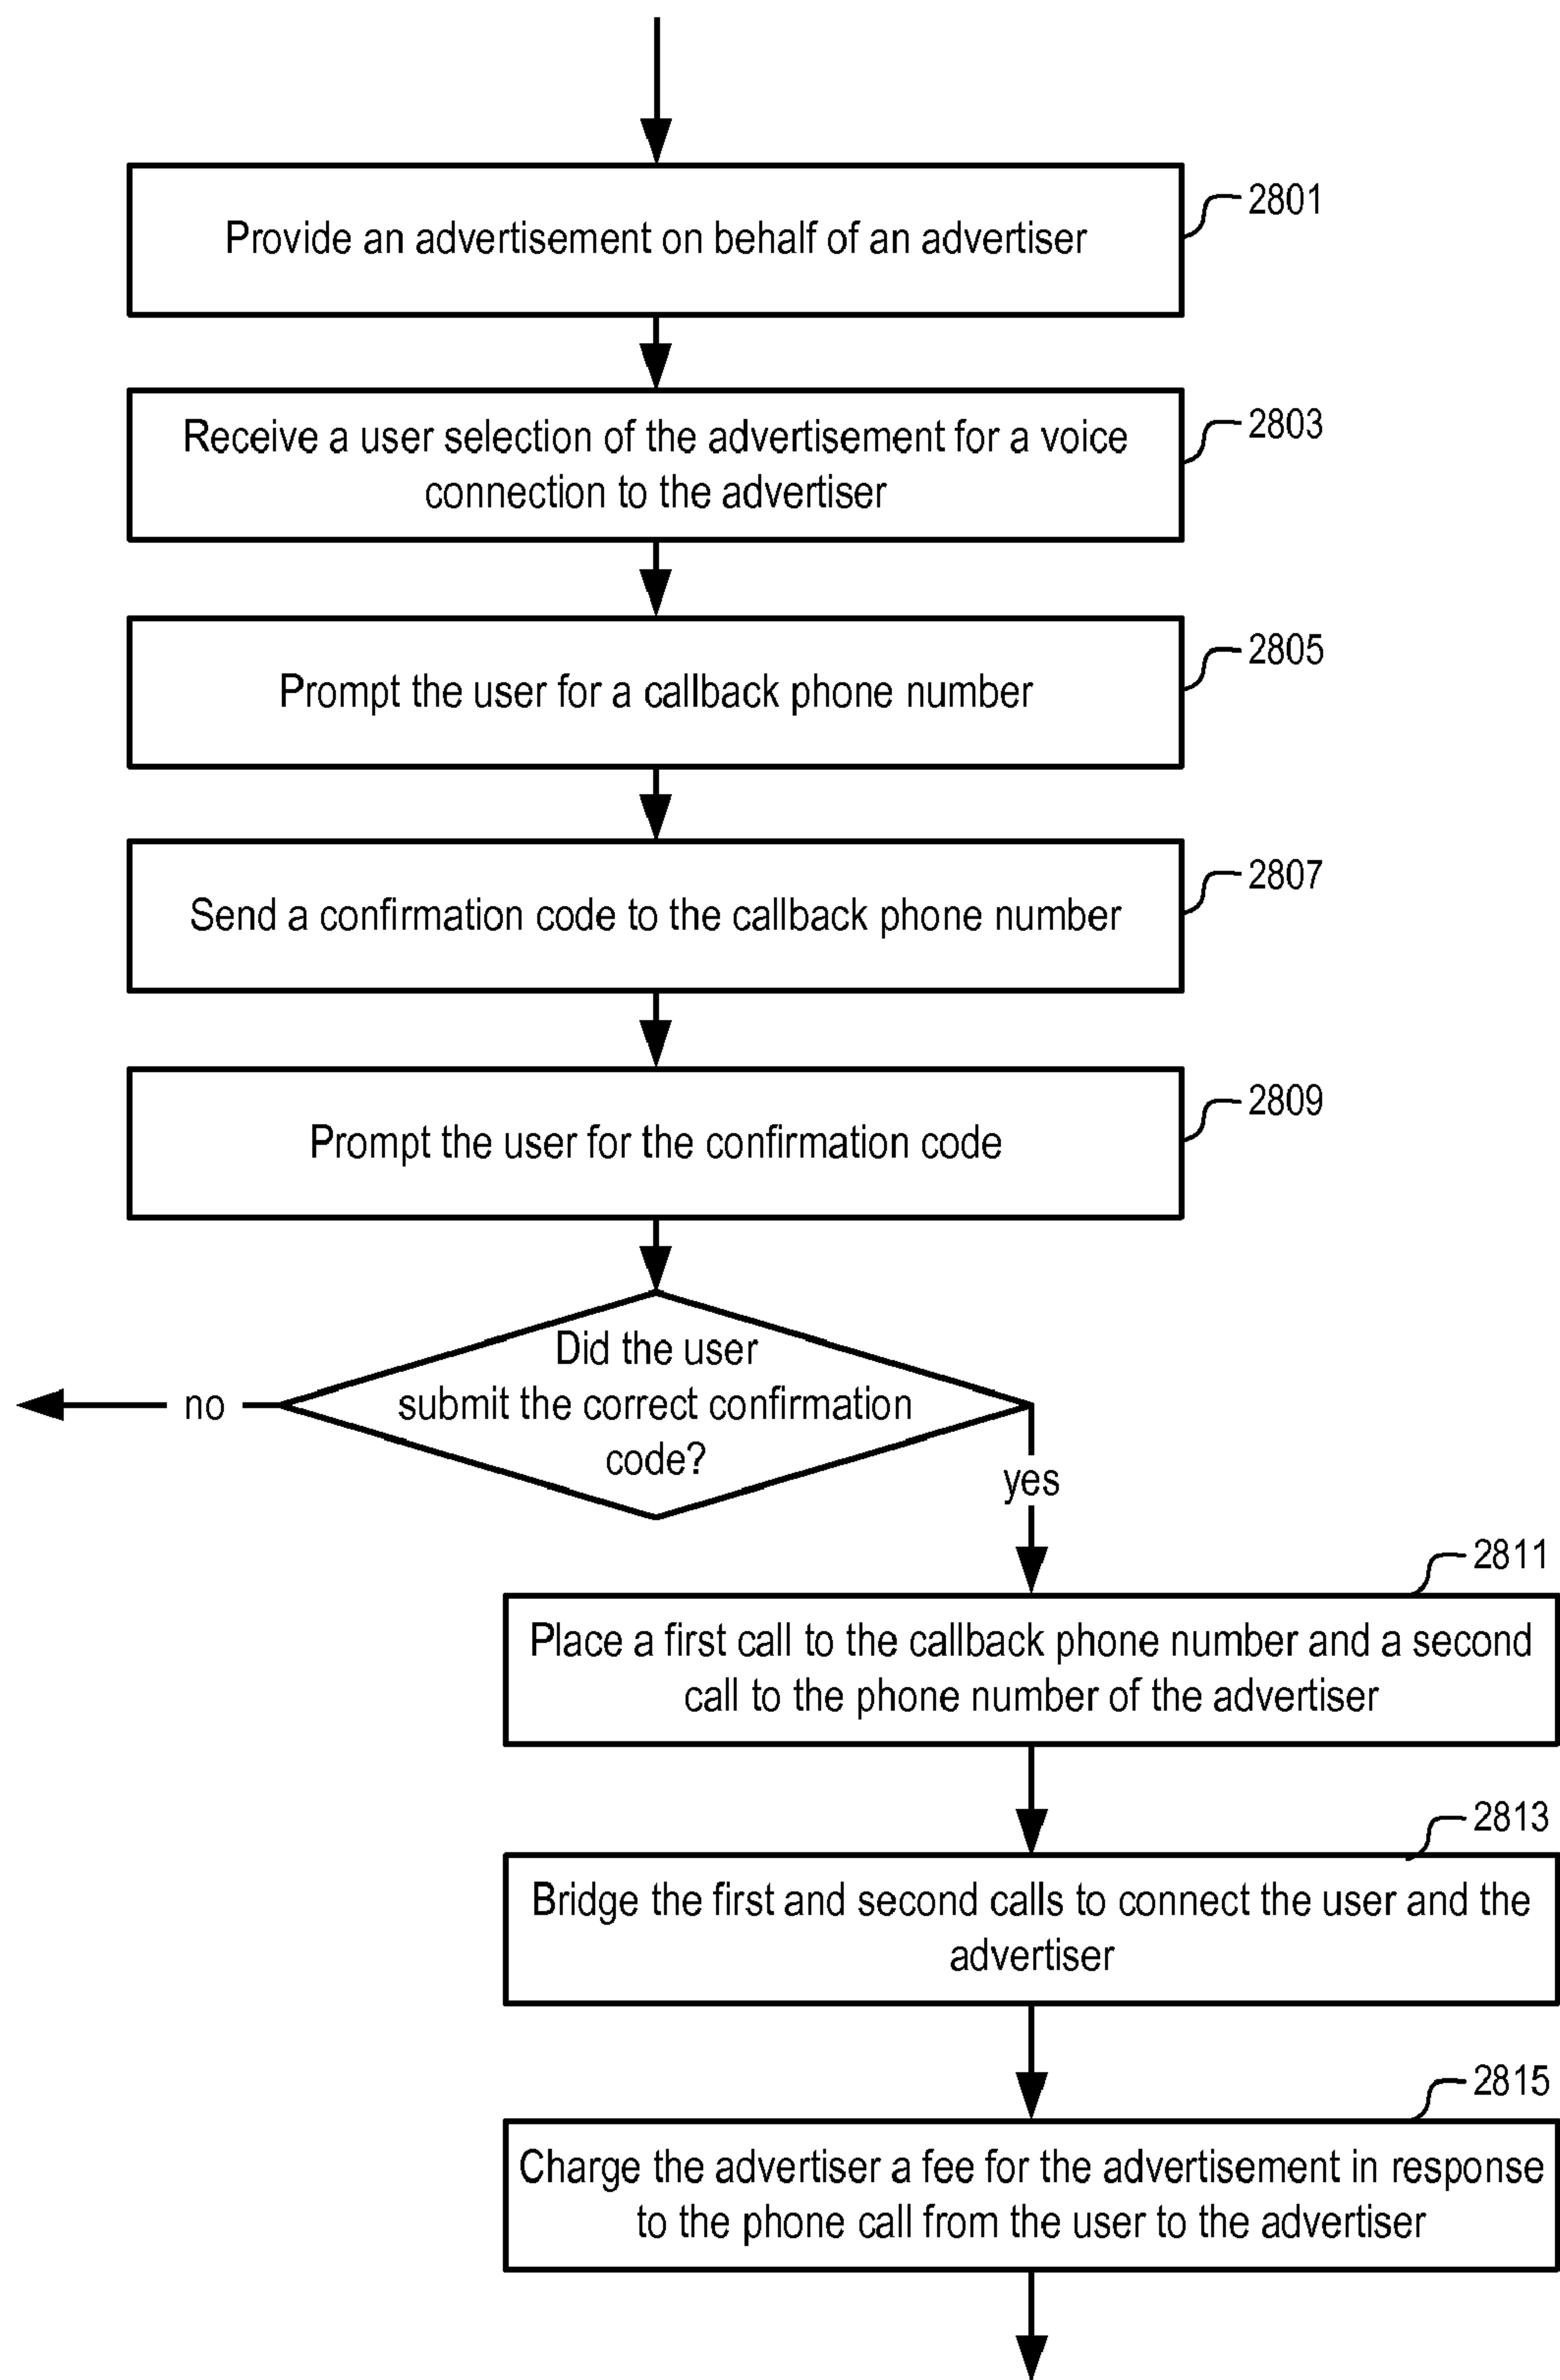 2801
Provide an advertisement on behalf of an advertiser
2803
Receive a user selection of the advertisement for a voice
connection to the advertiser
2805
Prompt the user for a callback phone number
2807
Send a confirmation code to the callback phone number
2809
Prompt the user for the confirmation code
Did the user
submit the correct confirmation
code?
no
yes
2811
Place a first call to the callback phone number and a second
call to the phone number of the advertiser
2813
Bridge the first and second calls to connect the user and the
advertiser
2815
Charge the advertiser a fee for the advertisement in response
to the phone call from the user to the advertiser